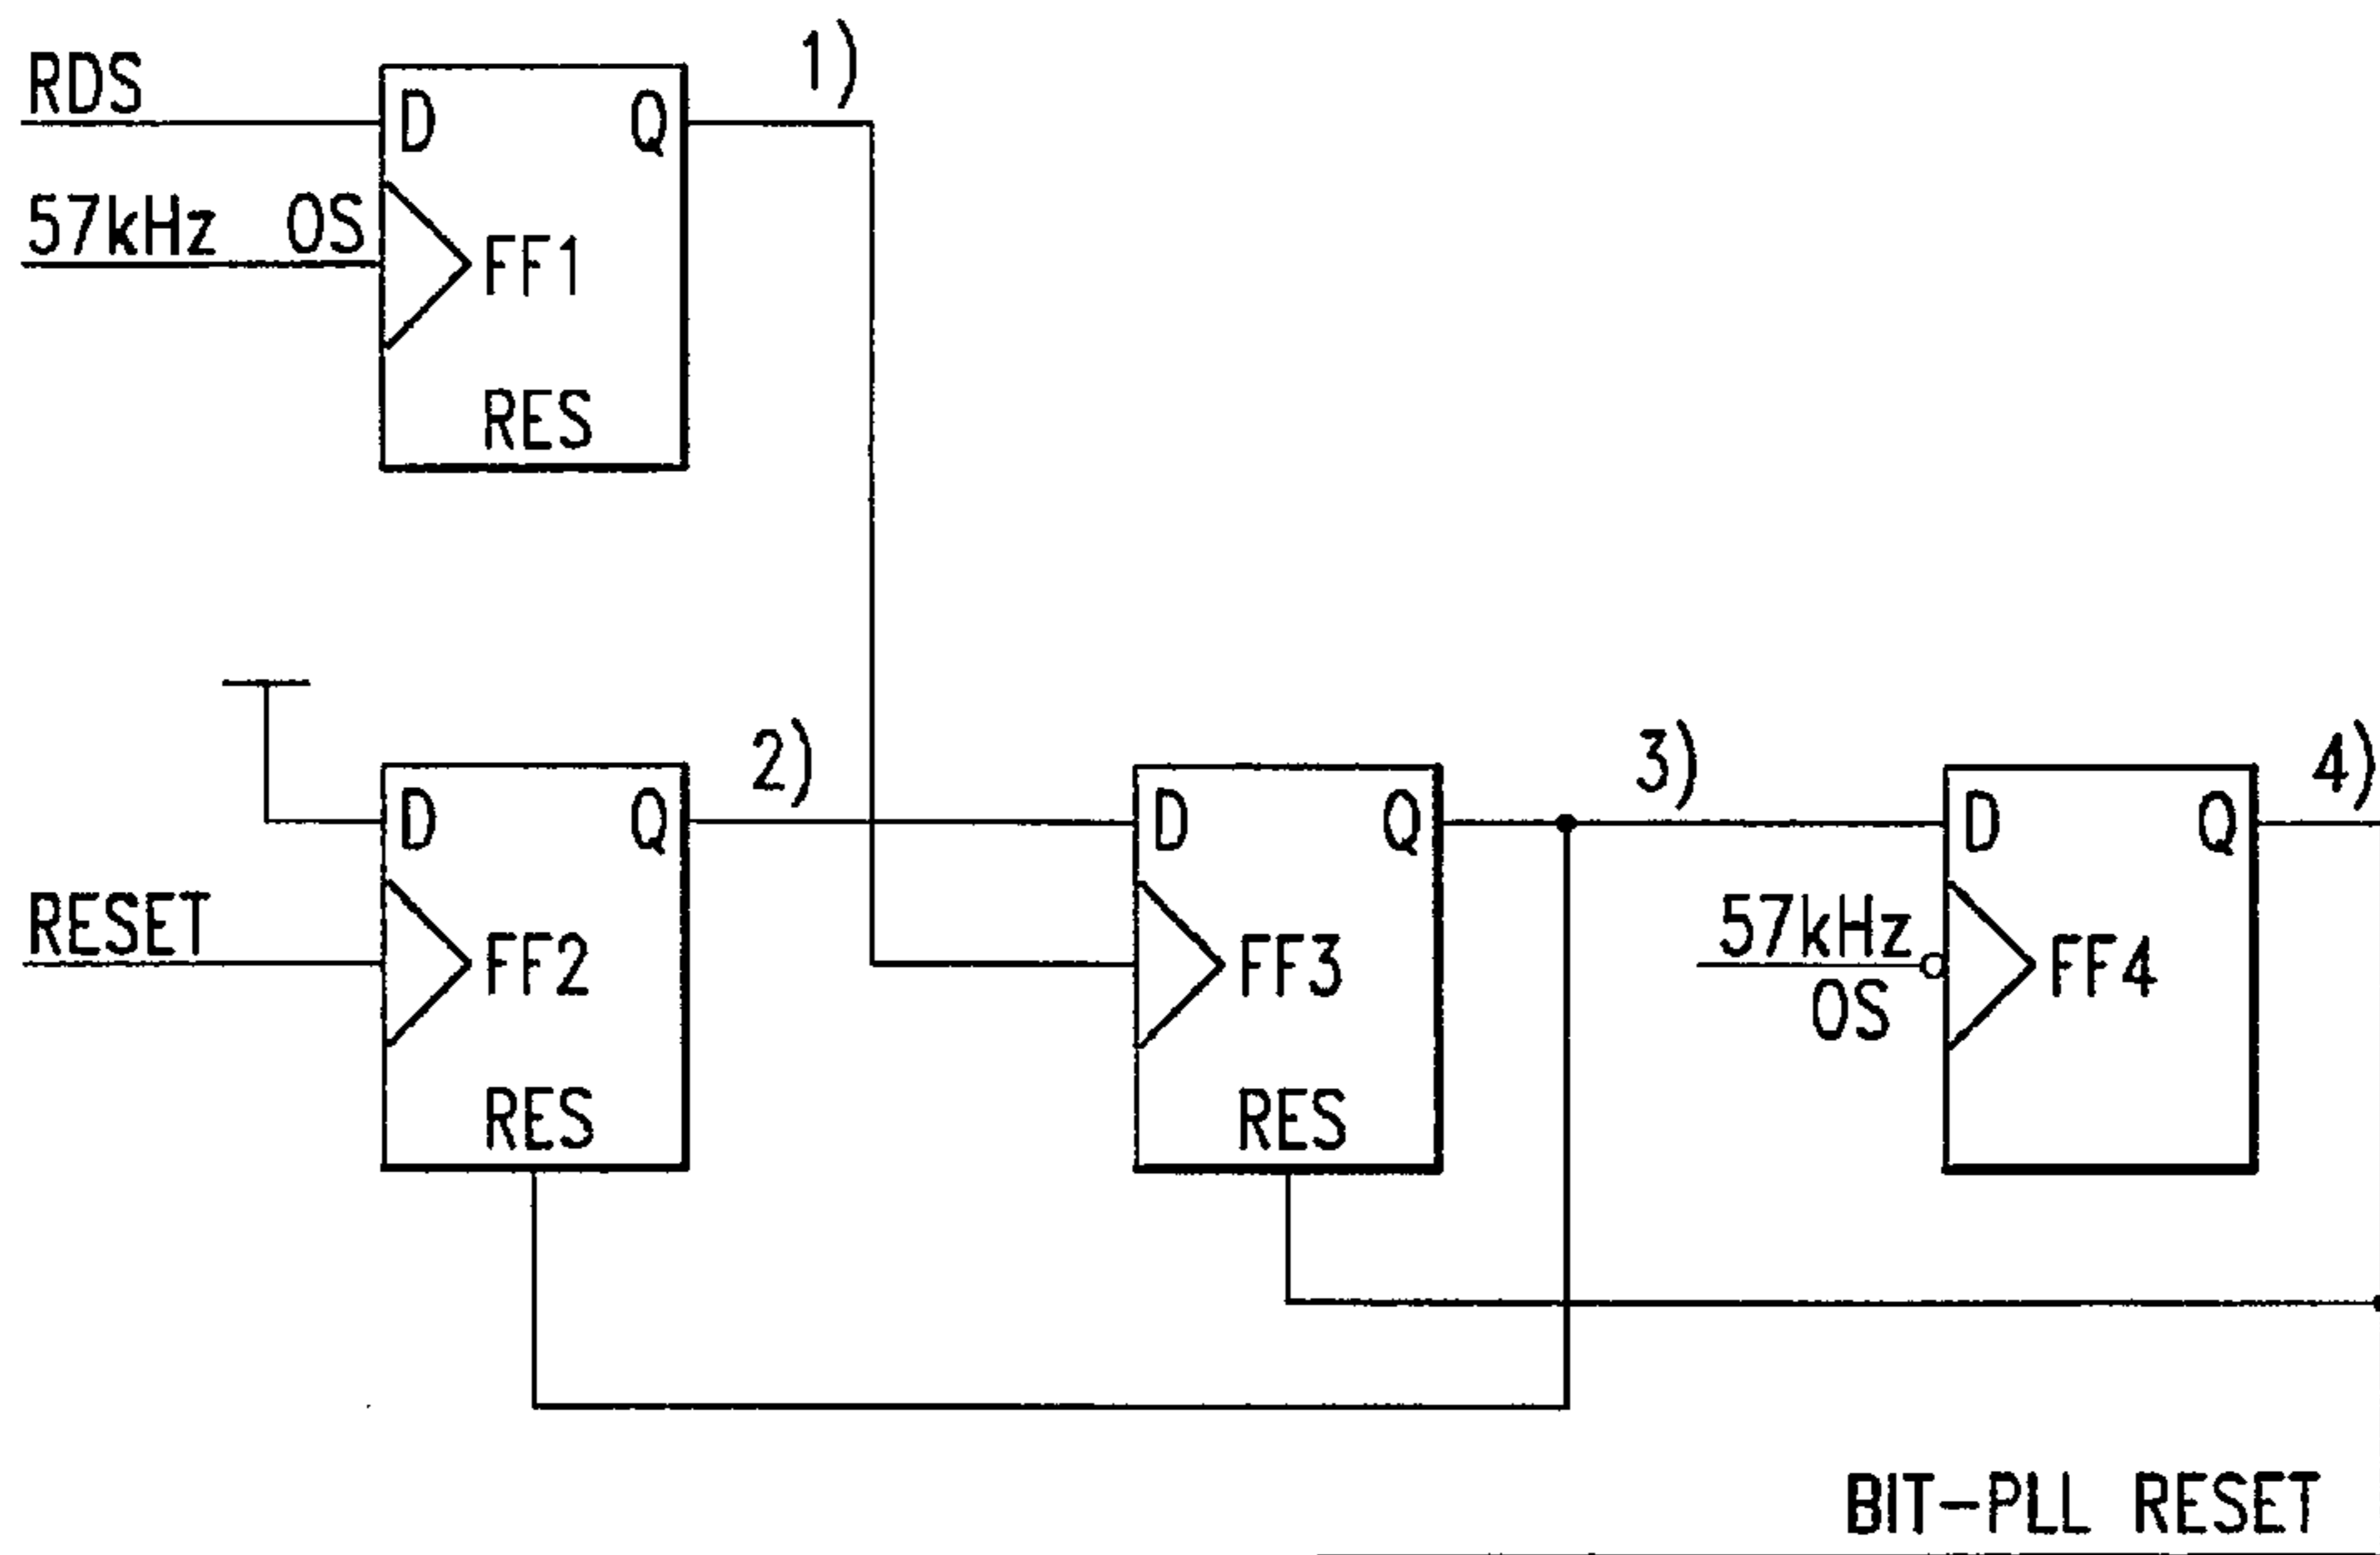 1)
RDS
D Q
57kHz OS
FF1
RES
2) 3) 4)
D Q D Q D Q
RESET 57kHz
FF2 FF3 FF4
OS
RES RES
BIT-PLL RESET